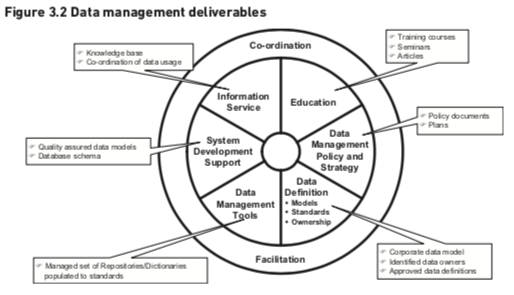 Figure 3.2 Data management deliverables
Co-ordination
Knowledge base
Co-ordination of data usage
Training courses
Seminars
Articles
Information
Service
Education
Policy documents
Plans
Data
Management
Policy and
Strategy
System
Development
Support
Quality assured data models
Database schema
Data
Management
Tools
Data
Definition
• Models
• Standards
• Ownership
Corporate data model
Identified data owners
Approved data definitions
Managed set of Repositories/Dictionaries
populated to standards
Facilitation